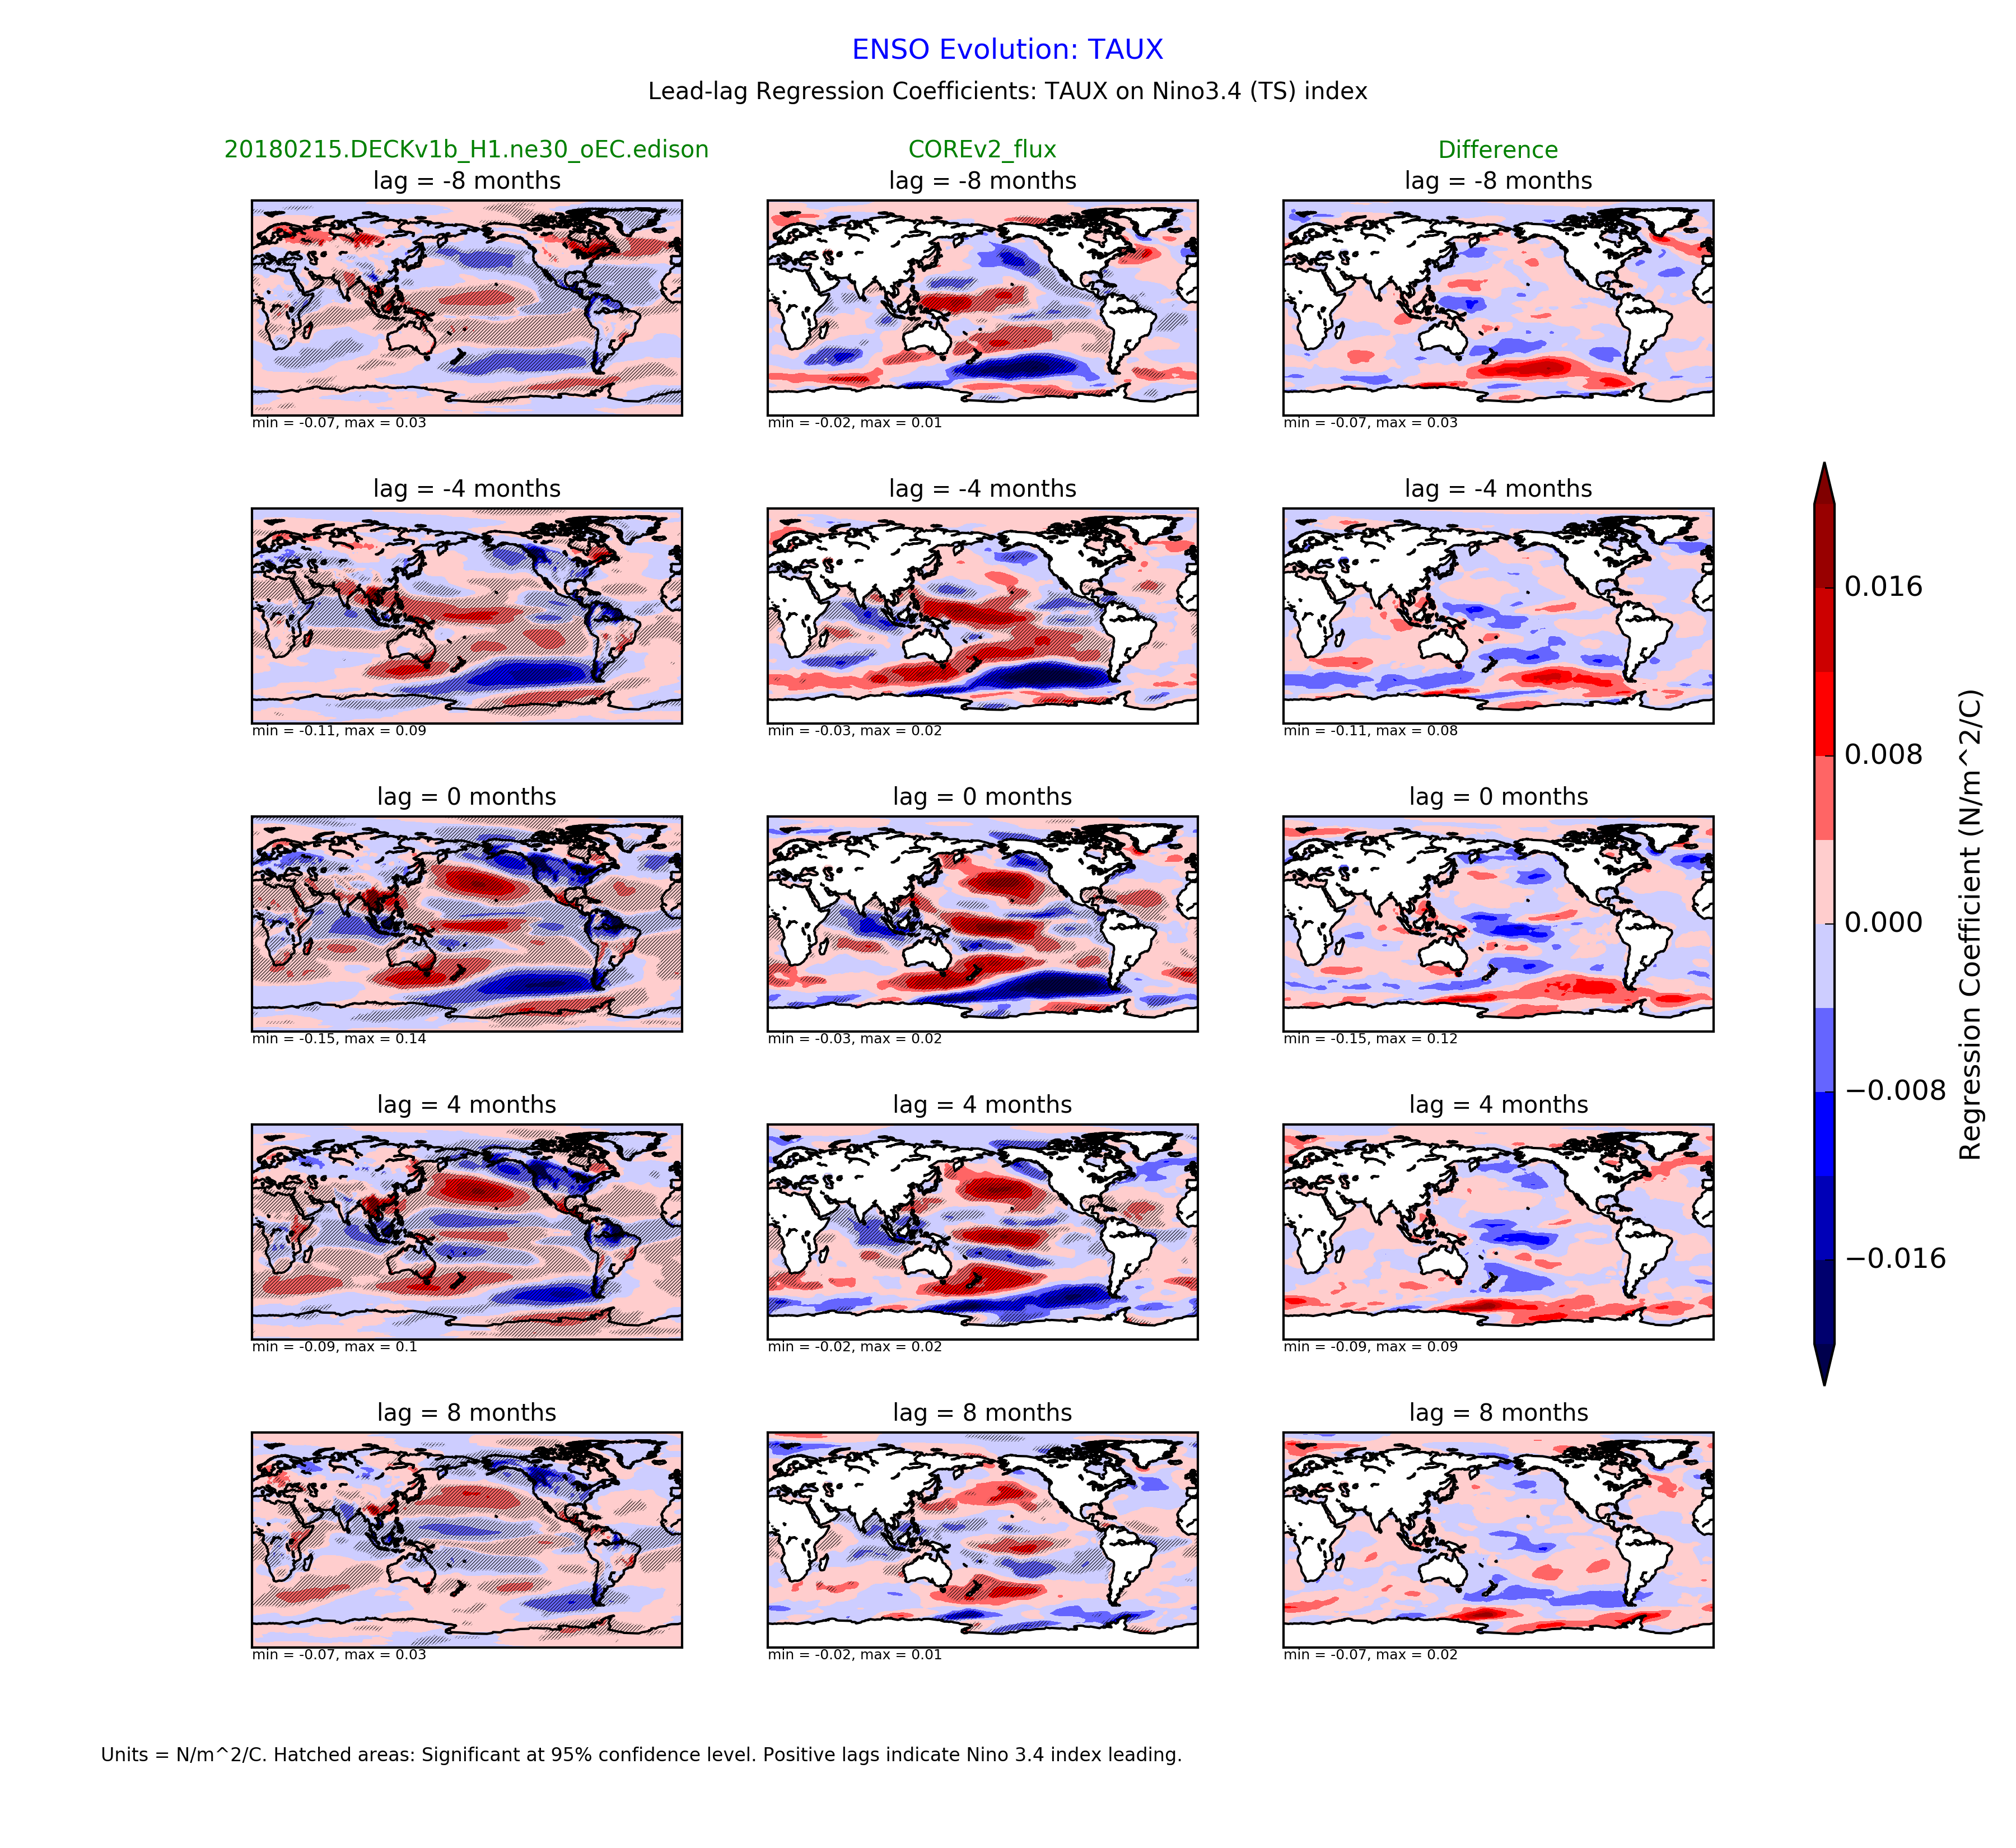 ENSO Evolution: TAUX
Lead-lag Regression Coefficients: TAUX on Nino3.4 (TS) index
20180215.DECKv1b_H1.ne30_oEC.edison
COREv2_flux
Difference
lag = -8 months
lag = -8 months
lag = -8 months
min = -0.07, max = 0.03
min = -0.02, max = 0.01
min = -0.07, max = 0.03
lag = -4 months
lag = -4 months
lag = -4 months
min = -0.11, max = 0.09
min = -0.03, max = 0.02
min = -0.11, max = 0.08
lag = 0 months
lag = 0 months
lag = 0 months
min = -0.15, max = 0.14
min = -0.03, max = 0.02
min = -0.15, max = 0.12
lag = 4 months
lag = 4 months
lag = 4 months
min = -0.09, max = 0.1
min = -0.02, max = 0.02
min = -0.09, max = 0.09
lag = 8 months
lag = 8 months
lag = 8 months
min = -0.07, max = 0.03
min = -0.02, max = 0.01
min = -0.07, max = 0.02
0.016
0.008
0.000
−0.008
−0.016
Regression Coefficient (N/m^2/C)
Units = N/m^2/C. Hatched areas: Significant at 95% confidence level. Positive lags indicate Nino 3.4 index leading.